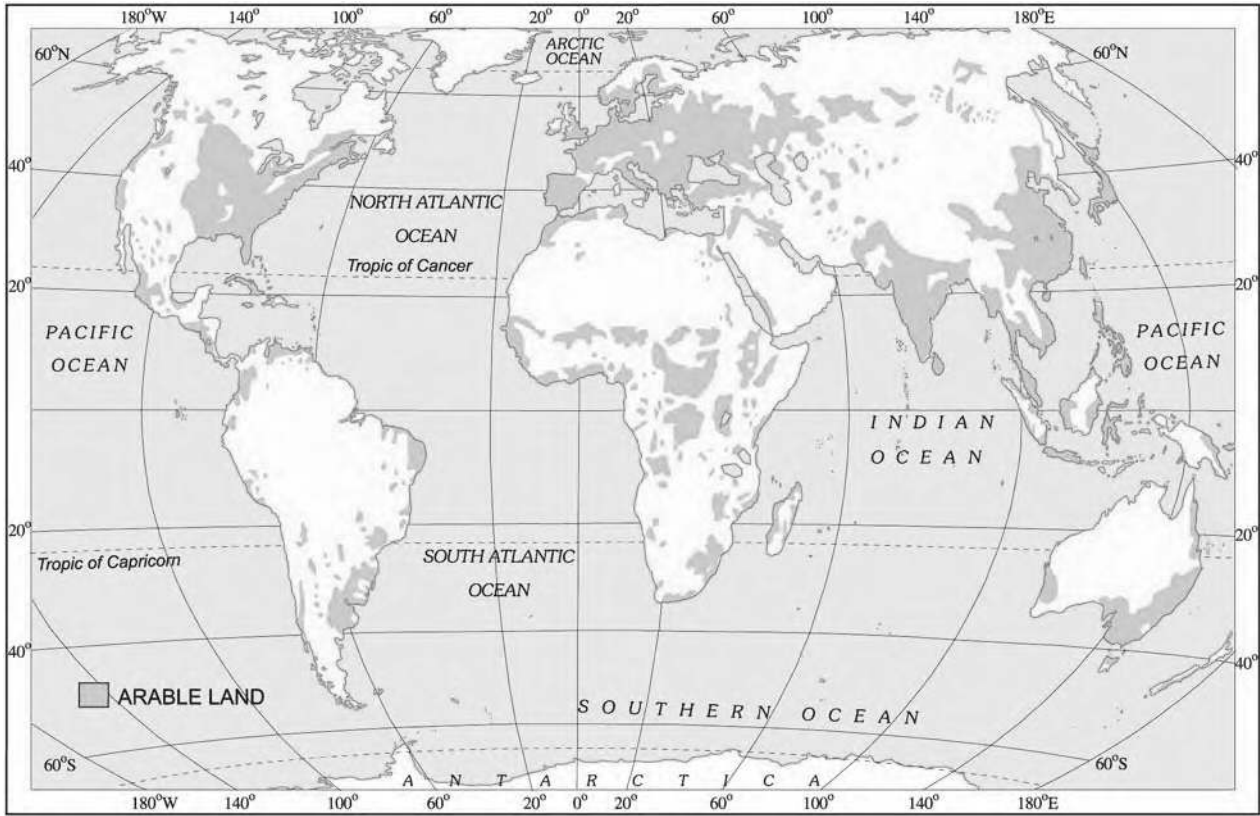 180°W 140° 100° 60° 20° 0° 20° 60° 100° 140° 180°E
60°N
ARCTIC
OCEAN
60°N
40°
40°
NORTH ATLANTIC
OCEAN
Tropic of Cancer
20°
20°
PACIFIC
OCEAN
PACIFIC
OCEAN
INDIAN
OCEAN
20°
20°
Tropic of Capricorn
SOUTH ATLANTIC
OCEAN
40°
40°
ARABLE LAND
SOUTHERN OCEAN
60°S
60°S
ANTARCTICA
180°W 140° 100° 60° 20° 0° 20° 60° 100° 140° 180°E